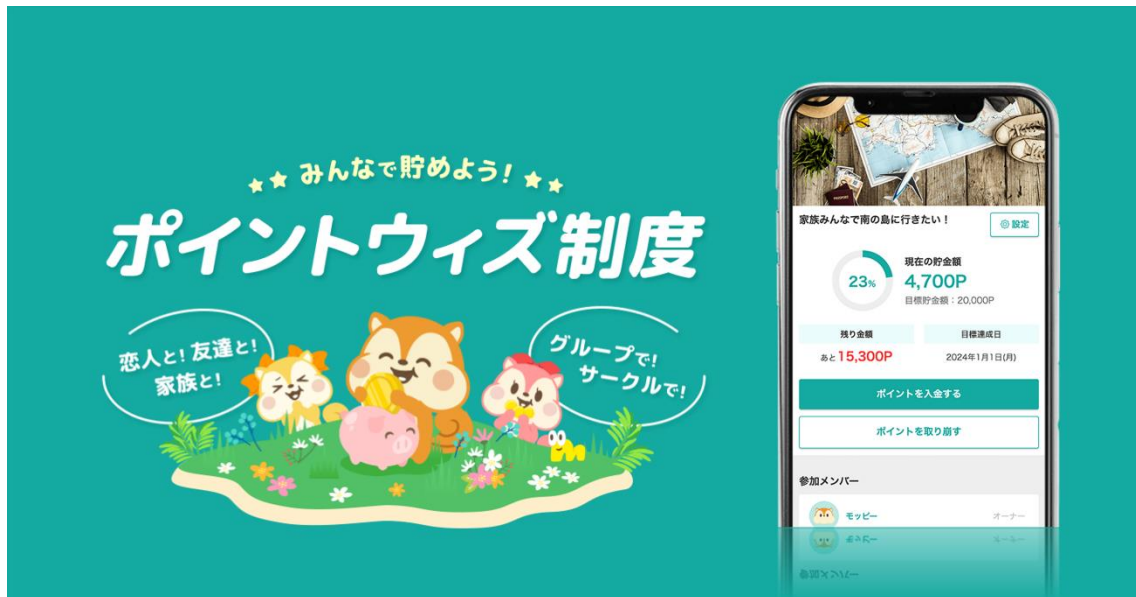 みんなで貯めよう!
ポイントウィズ制度
恋人と!友達と!
家族と!
グループで!
サークルで!
家族みんなで南の島に行きたい!
設定
23%
現在の貯金額
4,700P
目標貯金額:20,000P
残り金額
目標達成日
あと15,300P
2024年1月1日(月)
ポイントを入金する
ポイントを取り崩す
参加メンバー
モッピー
オーナー